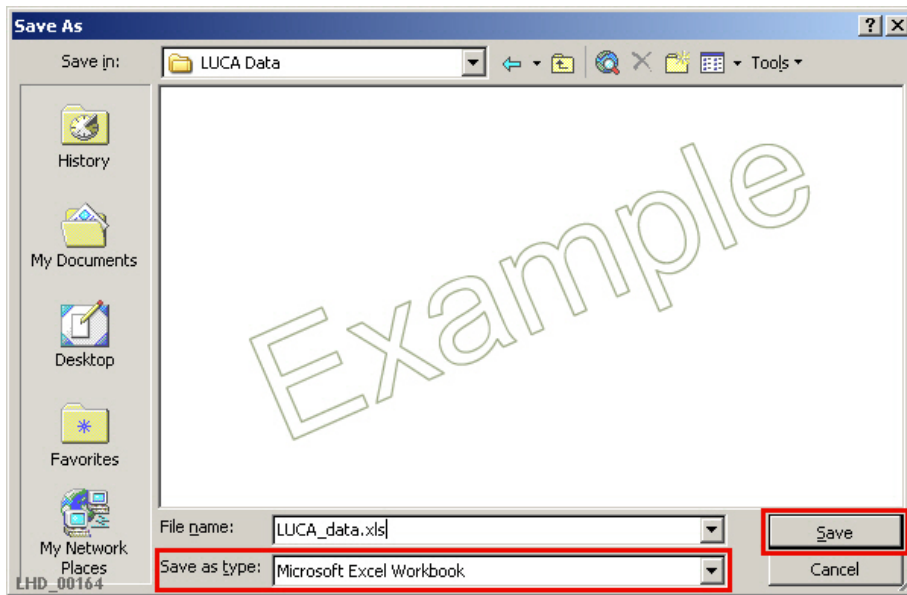 Save As
Save in: LUCA Data Tools
History
My Documents
Desktop
Favorites
My Network
Places
Example
File name: LUCA_data.xls Save
Save as type: Microsoft Excel Workbook Cancel
LHD_00164